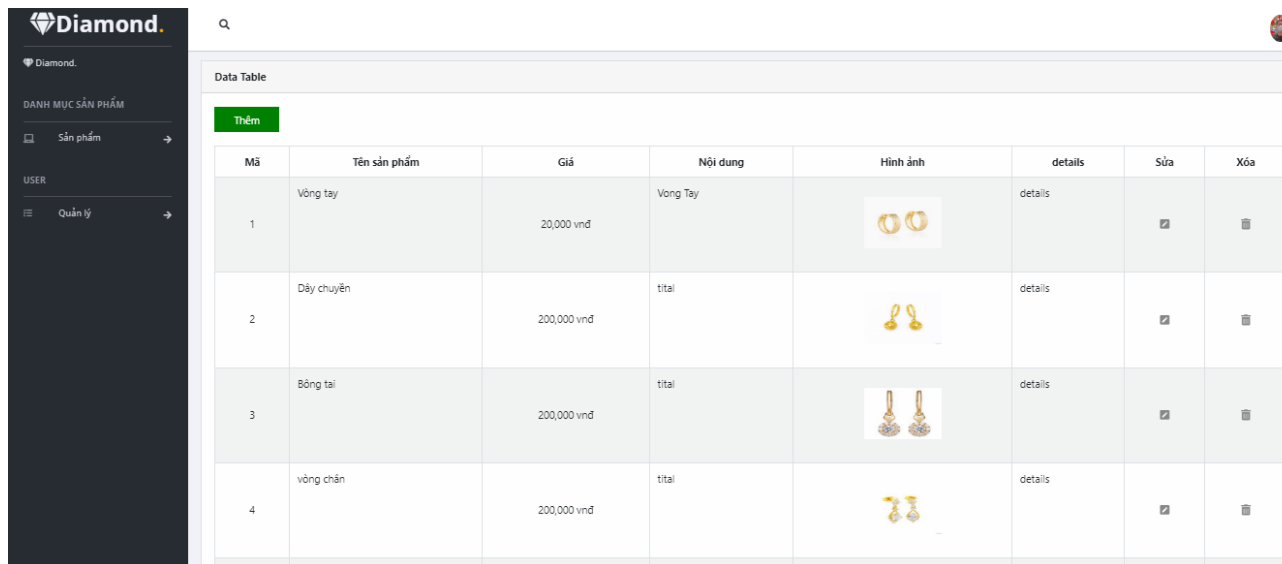 Diamond.
Diamond.
DANH MỤC SẢN PHẨM
Sản phẩm
USER
Quản lý
Data Table
Thêm
Mã Tên sản phẩm Giá Nội dung Hình ảnh details Sửa Xóa
1 Vòng tay 20,000 vnđ Vong Tay details
2 Dây chuyền 200,000 vnđ tital details
3 Bông tai 200,000 vnđ tital details
4 vòng chân 200,000 vnđ tital details